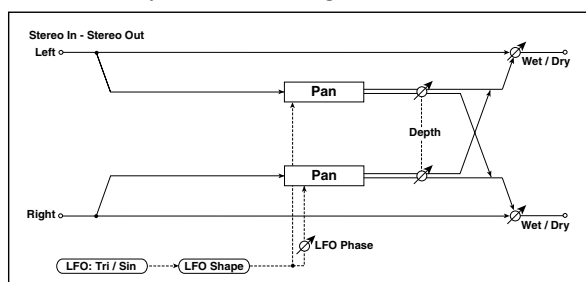 Stereo In - Stereo Out
Left
Wet / Dry
Pan
Depth
Pan
Right
Wet / Dry
LFO Phase
LFO: Tri / Sin
LFO Shape